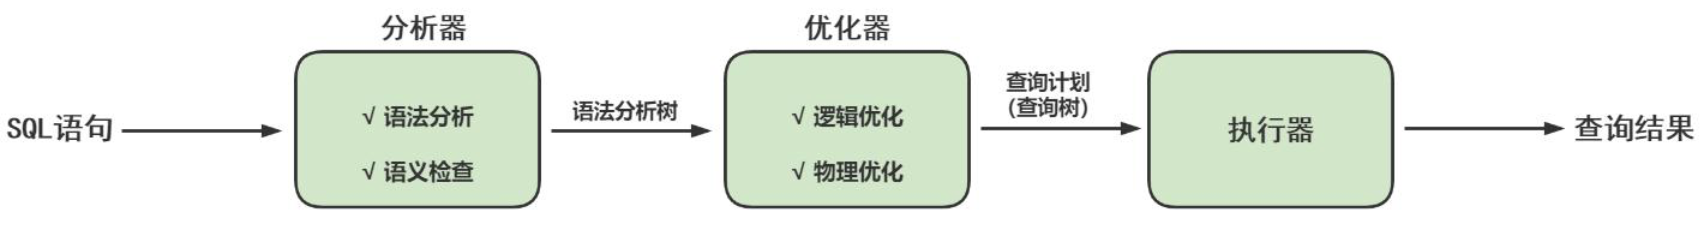 分析器
优化器
SQL语句
√ 语法分析
√ 语义检查
语法分析树
√ 逻辑优化
√ 物理优化
查询计划
(查询树)
执行器
查询结果